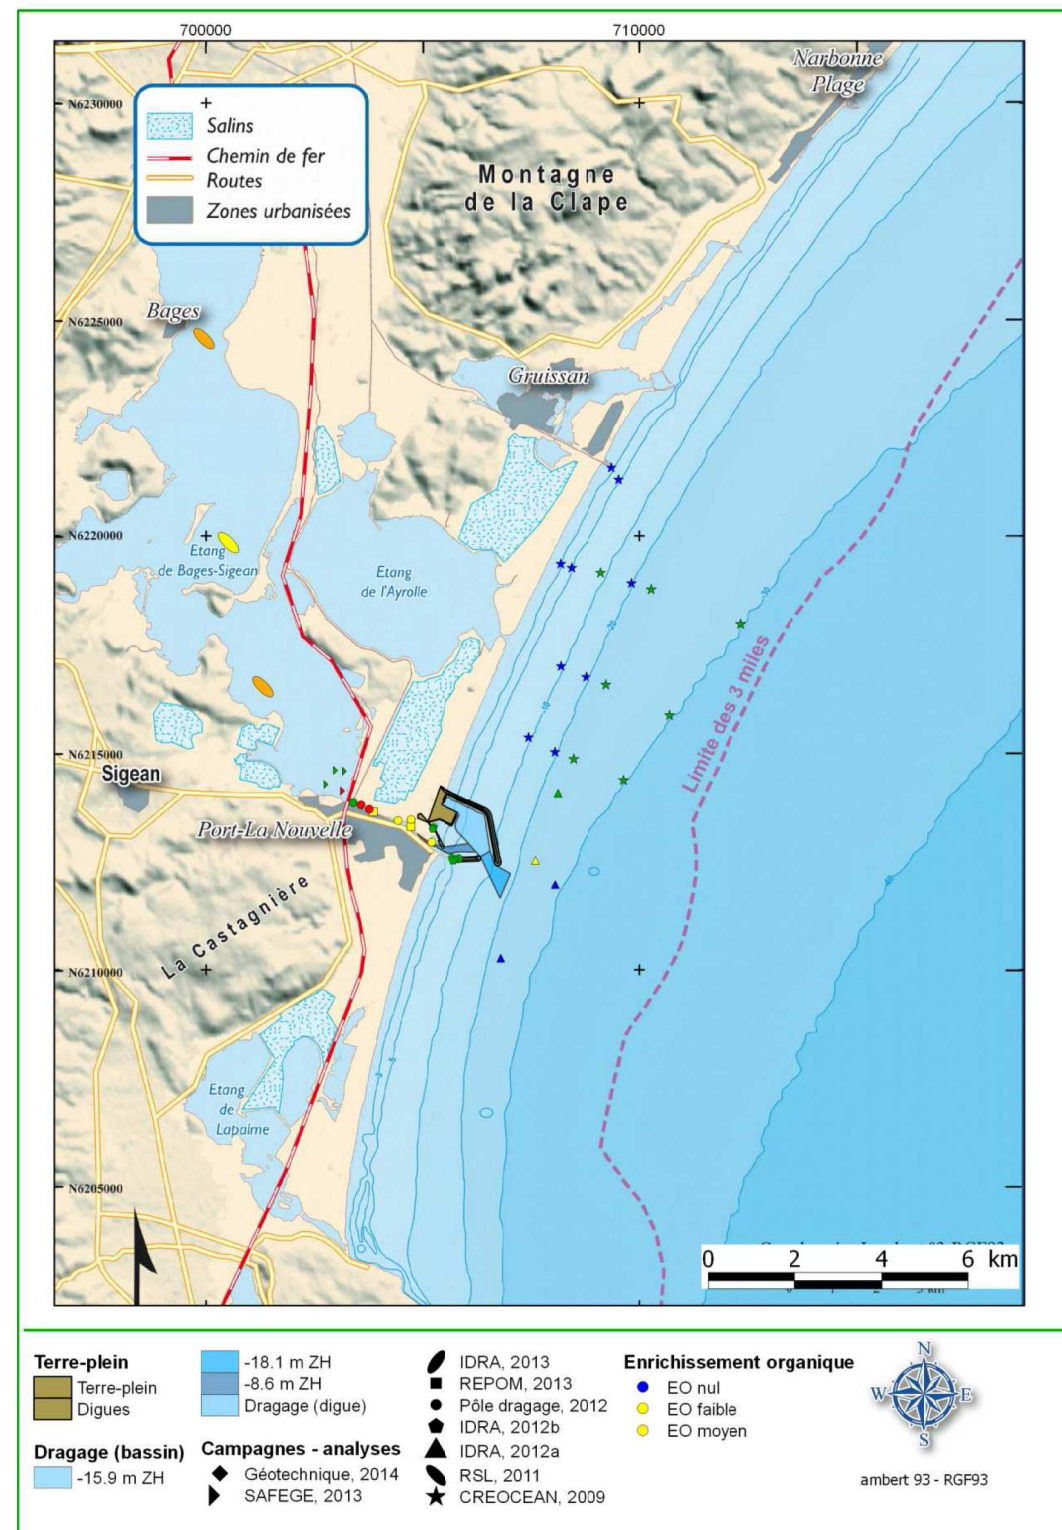 700000
710000
Narbonne
Plage
N6230000
Salins
Chemin de fer
Routes
Zones urbanisées
Montagne
de la Clape
N6225000
Bages
Gruissan
N6220000
Etang
de Bages-Sigean
Etang
de l'Ayrolle
-10
-20
-30
-40
-5
Limite des 3 miles
N6215000
Sigean
Port-La Nouvelle
La Castagnière
N6210000
Etang
de
Lapalme
N6205000
0 2 4 6 km
Terre-plein
Terre-plein
Digues
Dragage (bassin)
-15.9 m ZH
-18.1 m ZH
-8.6 m ZH
Dragage (digue)
Campagnes - analyses
Géotechnique, 2014
SAFEGE, 2013
IDRA, 2013
REPOM, 2013
Pôle dragage, 2012
IDRA, 2012b
IDRA, 2012a
RSL, 2011
CREOCEAN, 2009
Enrichissement organique
EO nul
EO faible
EO moyen
N
W E
S
ambert 93 - RGF93